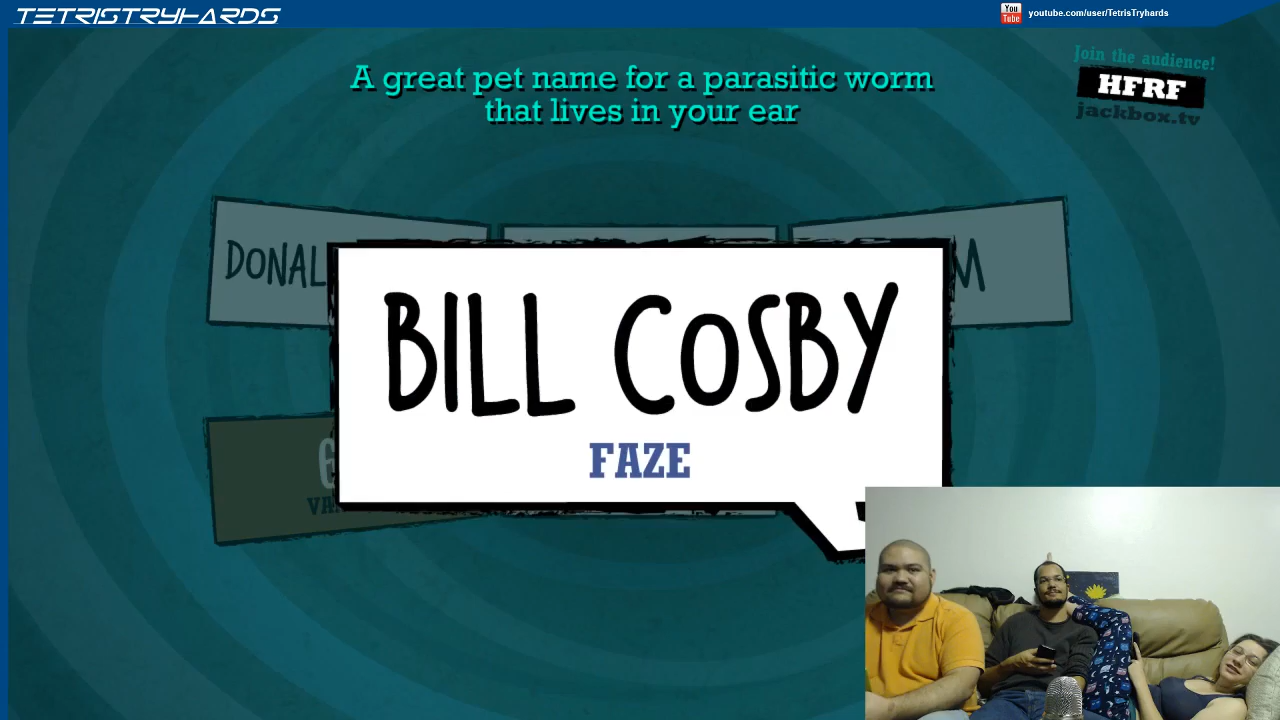 TETRISTRYHARDS
You
Tube
youtube.com/user/TetrisTryhards
Join the audience!
HFRF
jackbox.tv
A great pet name for a parasitic worm
that lives in your ear
BILL COSBY
FAZE